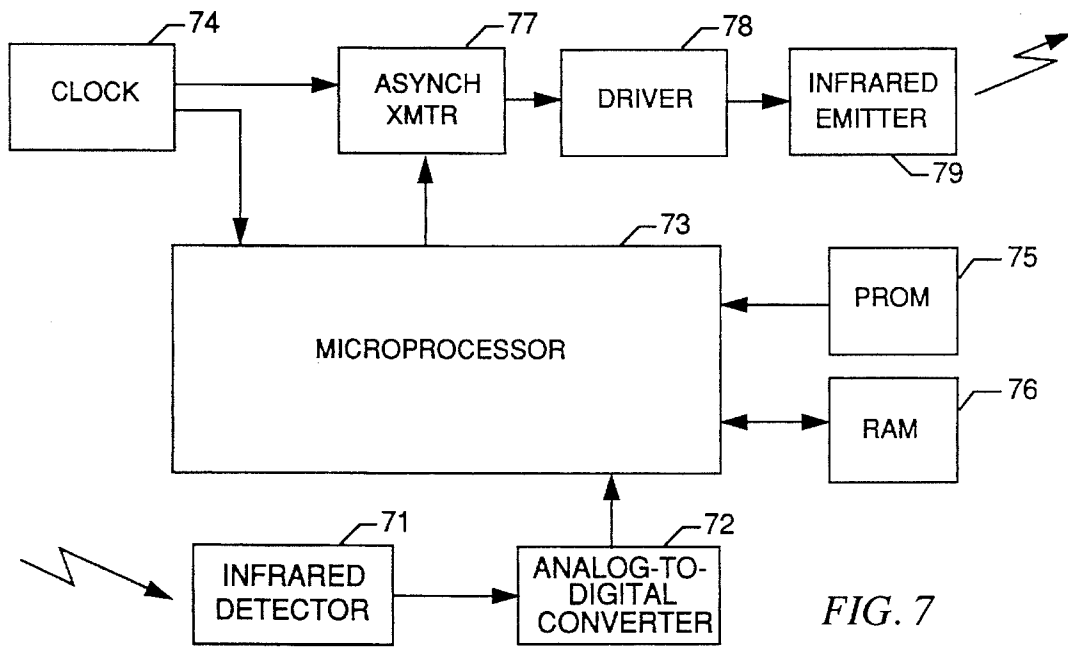 74
77
78
CLOCK
ASYNCH
XMTR
DRIVER
INFRARED
EMITTER
79
73
75
MICROPROCESSOR
PROM
76
RAM
71
72
INFRARED
DETECTOR
ANALOG-TO-
DIGITAL
CONVERTER
FIG. 7